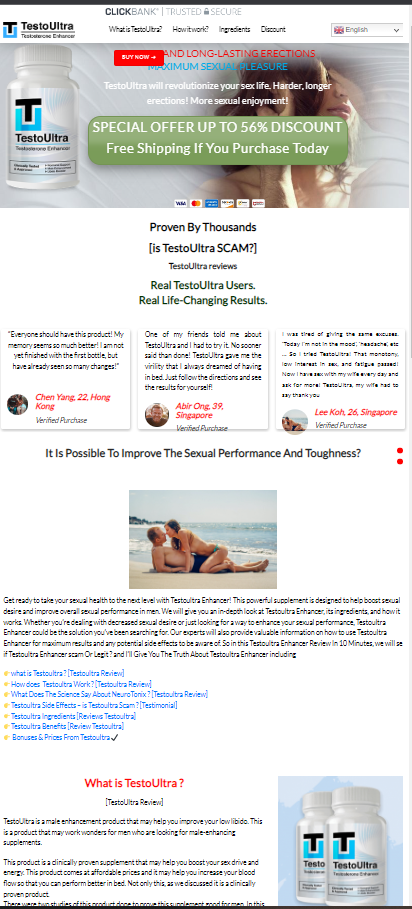 CLICKBANK® | TRUSTED SECURE
TestoUltra
Testosterone Enhancer
What is TestoUltra?
How it work?
Ingredients
Discount
English
BUY NOW
AND LONG-LASTING ERECTIONS
MAXIMUM SEXUAL PLEASURE
TestoUltra will revolutionize your sex life. Harder, longer
erections! More sexual enjoyment!
SPECIAL OFFER UP TO 56% DISCOUNT
Free Shipping If You Purchase Today
TestoUltra
Testosterone Enhancer
VISA
Proven By Thousands
[is TestoUltra SCAM?]
TestoUltra reviews
Real TestoUltra Users.
Real Life-Changing Results.
"Everyone should have this product! My
memory seems so much better! I am not
yet finished with the first bottle, but
have already seen so many changes!"
Chen Yang, 22, Hong
Kong
Verified Purchase
One of my friends told me about
TestoUltra and I had to try it. No sooner
said than done! TestoUltra gave me the
virility that I always dreamed of having
in bed. Just follow the directions and see
the results for yourself!
Abir Ong, 39,
Singapore
Verified Purchase
I was tired of giving the same excuses.
"Today I'm not in the mood", headache, etc
... So I tried TestoUltra! That monotony,
low interest in sex, and fatigue passed!
Now I have sex with my wife every day and
ask for more! TestoUltra, my wife had to
say thank you
Lee Koh, 26, Singapore
Verified Purchase
It Is Possible To Improve The Sexual Performance And Toughness?
Get ready to take your sexual health to the next level with Testoultra Enhancer! This powerful supplement is designed to help boost sexual
desire and improve overall sexual performance in men. We will give you an in-depth look at Testoultra Enhancer, its ingredients, and how it
works. Whether you're dealing with decreased sexual desire or just looking for a way to enhance your sexual performance, Testoultra
Enhancer could be the solution you've been searching for. Our experts will also provide valuable information on how to use Testoultra
Enhancer for maximum results and any potential side effects to be aware of. So in this Testoultra Enhancer Review In 10 Minutes, we will se
if Testoultra Enhancer scam Or Legit ? and I'll Give You The Truth About Testoultra Enhancer including
👉what is Testoultra ? [Testoultra Review]
👉How does Testoultra Work ? [Testoultra Review]
👉What Does The Science Say About NeuroTonix ? [Testoultra Review]
👉Testoultra Side Effects – is Testoultra Scam ? [Testimonial]
👉Testoultra Ingredients [Reviews Testoultra]
👉Testoultra Benefits [Review Testoultra]
👉 Bonuses & Prices From Testoultra✔
What is TestoUltra ?
[TestoUltra Review]
TestoUltra is a male enhancement product that may help you improve your low libido. This
is a product that may work wonders for men who are looking for male-enhancing
supplements.
This product is a clinically proven supplement that may help you boost your sex drive and
energy. This product comes at affordable prices and it may help you increase your blood
flow so that you can perform better in bed. Not only this, as we discussed it is a clinically
proven product.
There were two studies of this product done to prove this supplement good for men. In this
TestoUltra